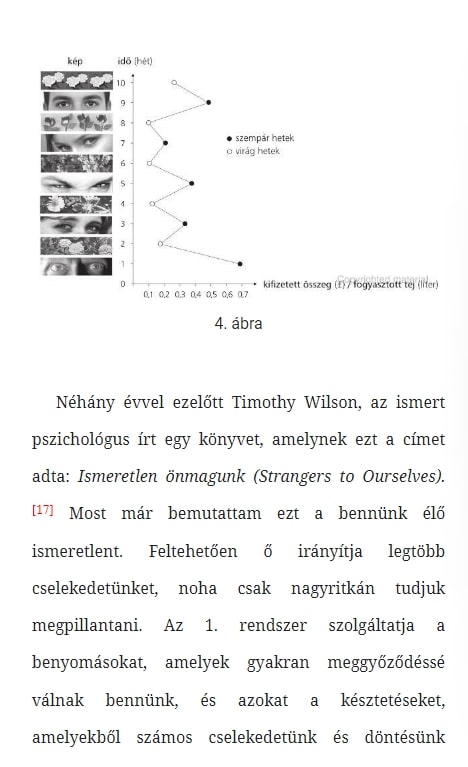 kép idő (hét)
10
9
8
7
6
5
4
3
2
1
0
● szempár hetek
○ virág hetek
0,1 0,2 0,3 0,4 0,5 0,6 0,7
Copyrighted material
kifizetett összeg (£) / fogyasztott tej (liter)
4. ábra
Néhány évvel ezelőtt Timothy Wilson, az ismert
pszichológus írt egy könyvet, amelynek ezt a címet
adta: Ismeretlen önmagunk (Strangers to Ourselves).
[17] Most már bemutattam ezt a bennünk élő
ismeretlent. Feltehetően ő irányítja legtöbb
cselekedetünket, noha csak nagyritkán tudjuk
megpillantani. Az 1. rendszer szolgáltatja a
benyomásokat, amelyek gyakran meggyőződéssé
válnak bennünk, és azokat a késztetéseket,
amelyekből számos cselekedetünk és döntésünk